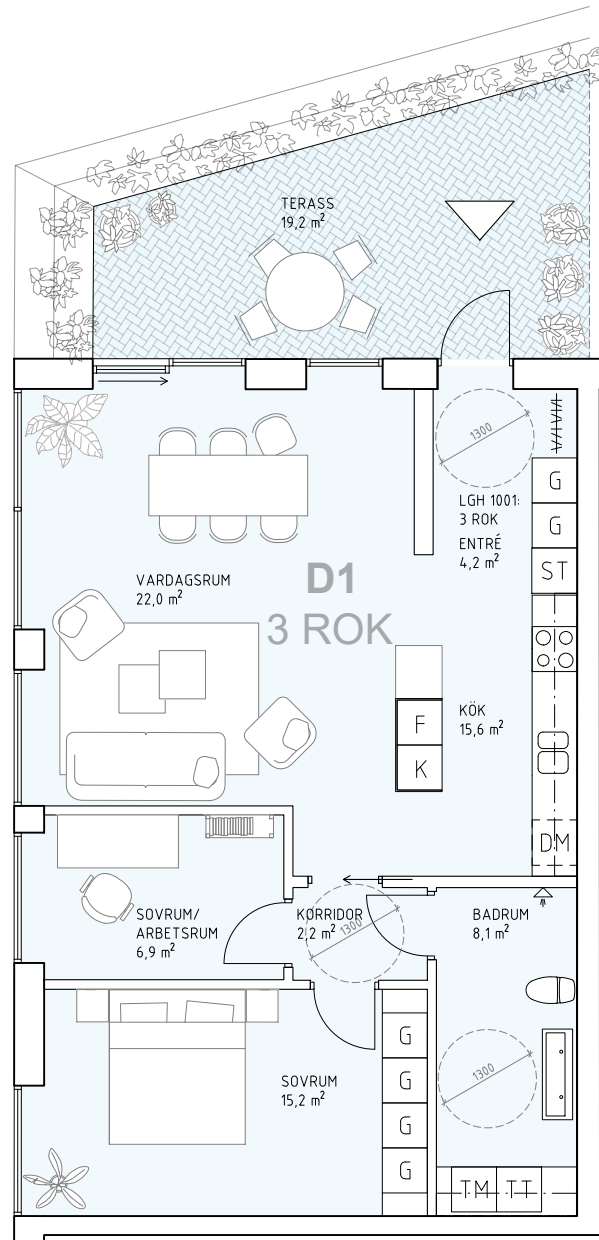 TERASS
19,2 m²
1300
G
LGH 1001:
3 ROK
G
ENTRÉ
4,2 m²
ST
VARDAGSRUM
22,0 m²
D1
3 ROK
F
KÖK
15,6 m²
K
DM
SOVRUM/
ARBETSRUM
6,9 m²
KORRIDOR
2,2 m²
1300
BADRUM
8,1 m²
G
1300
SOVRUM
15,2 m²
G
G
G
TM
TT